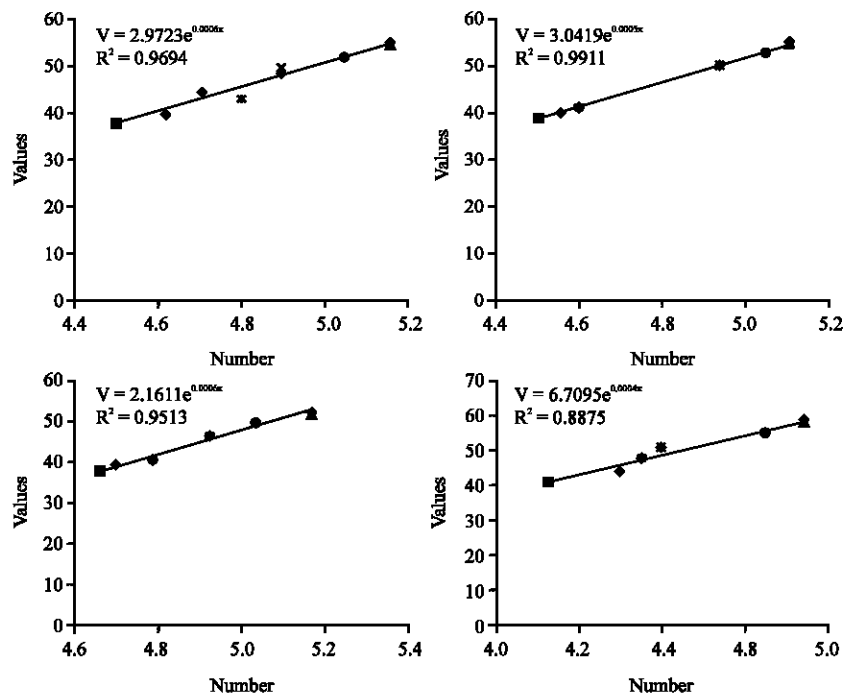 V = 2.9723e^0.0006x
R² = 0.9694
60
50
40
30
20
10
0
Values
4.4 4.6 4.8 5.0 5.2
Number
V = 3.0419e^0.0005x
R² = 0.9911
60
50
40
30
20
10
0
Values
4.4 4.6 4.8 5.0 5.2
Number
V = 2.1611e^0.0006x
R² = 0.9513
60
50
40
30
20
10
0
Values
4.6 4.8 5.0 5.2 5.4
Number
V = 6.7095e^0.0004x
R² = 0.8875
70
60
50
40
30
20
10
0
Values
4.0 4.2 4.4 4.6 4.8 5.0
Number